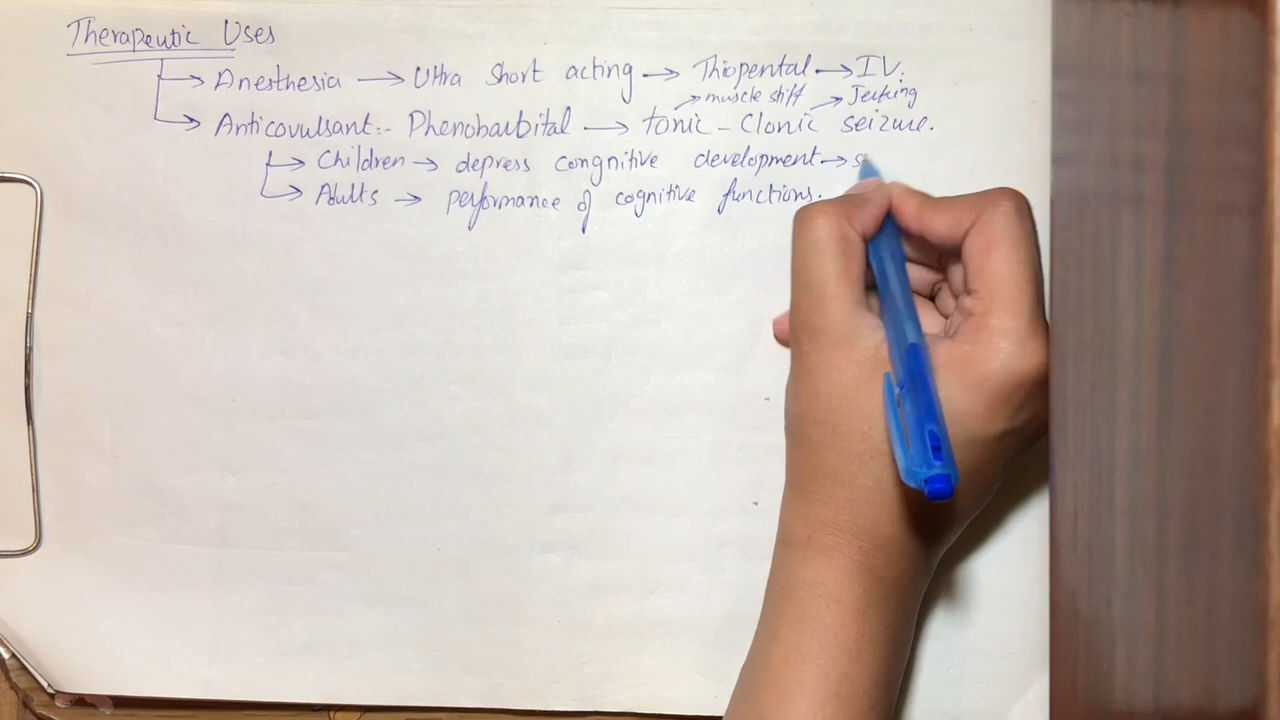 Therapeutic Uses
→ Anesthesia → Ultra Short acting → Thiopental → IV.
→ muscle stiff → Jerking
→ Anticovulsant:- Phenobarbital → tonic - Clonic seizure.
→ Children → depress congnitive development → s
→ Adults → performance of cognitive functions.